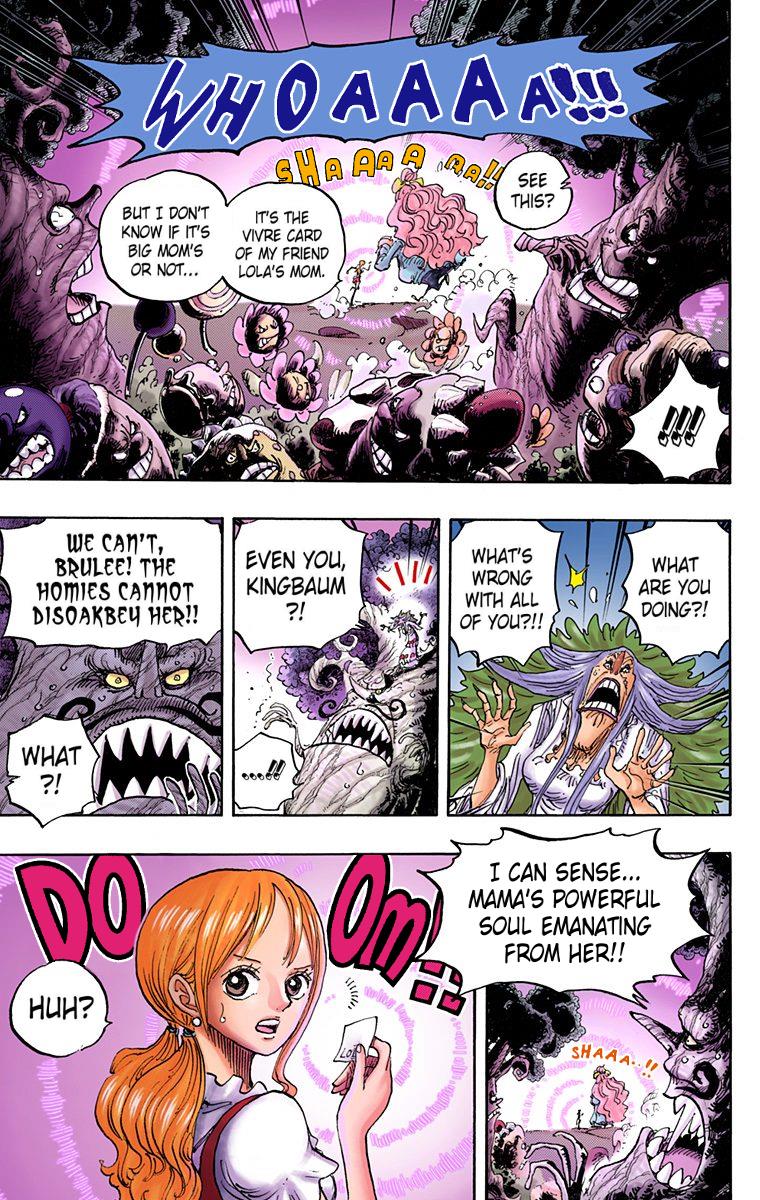 WHOAAAA!!!
SHAAAAAA!!
SEE
THIS?
IT'S THE
VIVRE CARD
OF MY FRIEND
LOLA'S MOM.
BUT I DON'T
KNOW IF IT'S
BIG MOM'S
OR NOT...
!!!
WHAT
ARE YOU
DOING?!
WHAT'S
WRONG
WITH ALL
OF YOU?!!
EVEN YOU,
KINGBAUM
?!
...!!
WE CAN'T,
BRULEE! THE
HOMIES CANNOT
DISOAKBEY HER!!
WHAT
?!
I CAN SENSE...
MAMA'S POWERFUL
SOUL EMANATING
FROM HER!!
SHAAA..!!
DOOM
HUH?